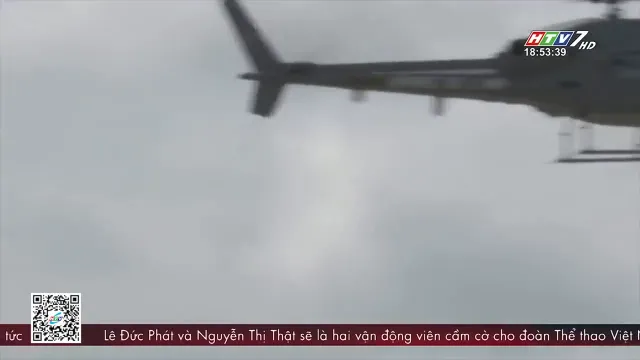 HTV7 HD
18:53:39
tức Lê Đức Phát và Nguyễn Thị Thật sẽ là hai vận động viên cầm cờ cho đoàn Thể thao Việt